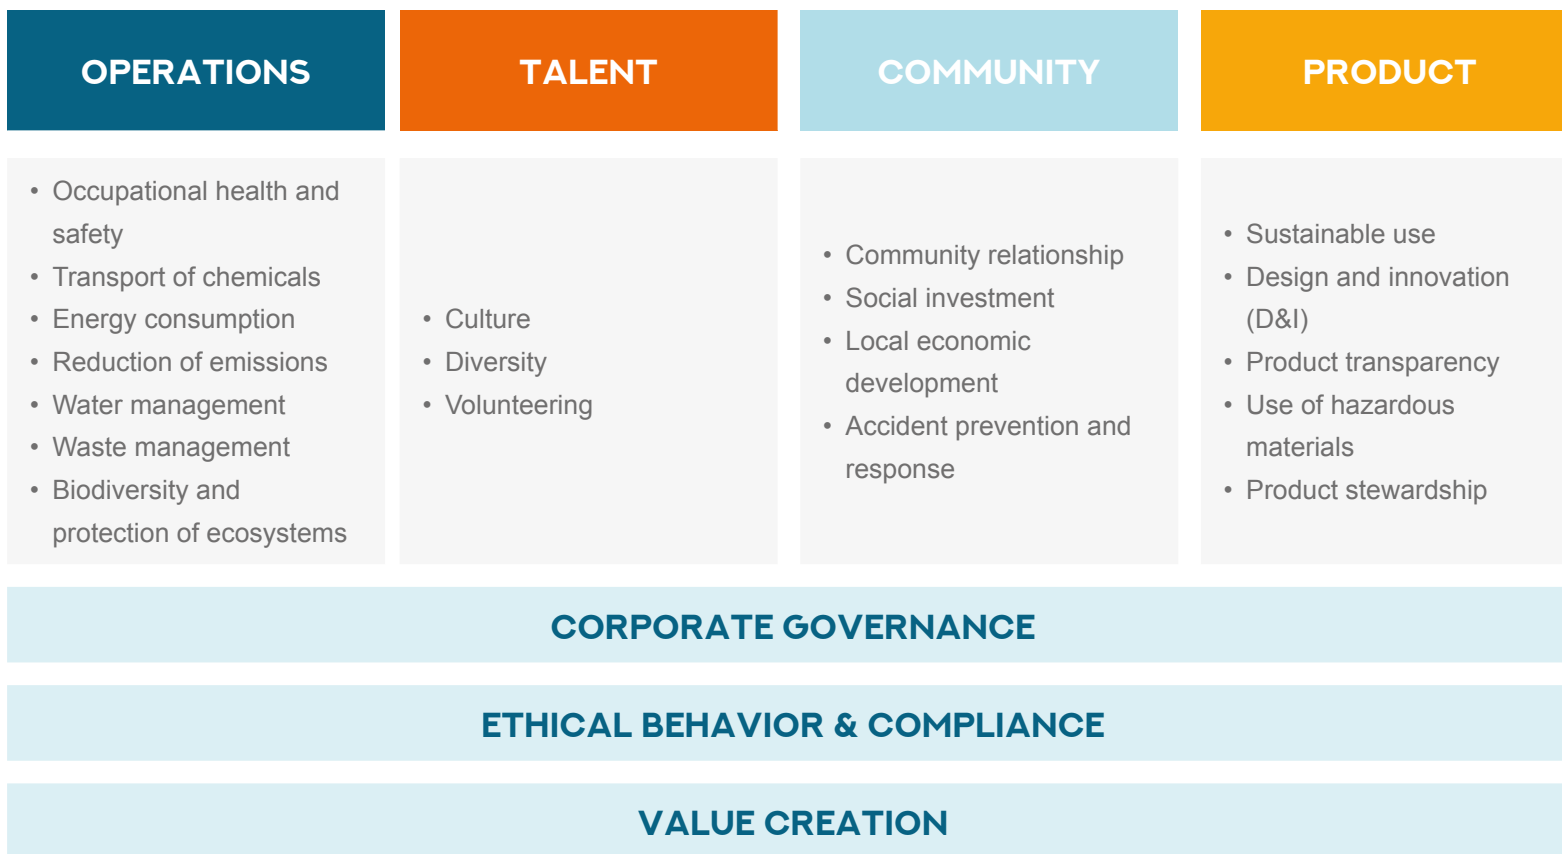 OPERATIONS
• Occupational health and
safety
• Transport of chemicals
• Energy consumption
• Reduction of emissions
• Water management
• Waste management
• Biodiversity and
protection of ecosystems
TALENT
• Culture
• Diversity
• Volunteering
COMMUNITY
• Community relationship
• Social investment
• Local economic
development
• Accident prevention and
response
PRODUCT
• Sustainable use
• Design and innovation
(D&I)
• Product transparency
• Use of hazardous
materials
• Product stewardship
CORPORATE GOVERNANCE
ETHICAL BEHAVIOR & COMPLIANCE
VALUE CREATION